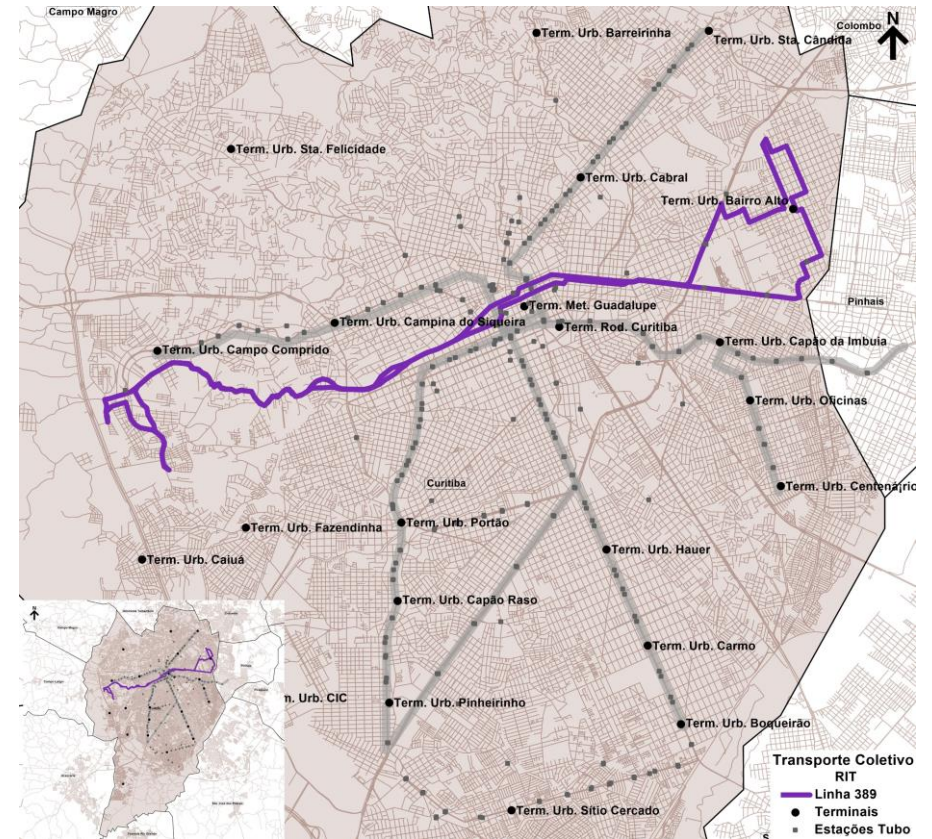 Campo Magro
Colombo
N
Term. Urb. Barreirinha
Term. Urb. Sta. Cândida
Term. Urb. Sta. Felicidade
Term. Urb. Cabral
Term. Urb. Bairro Alto
Pinhais
Term. Met. Guadalupe
Term. Urb. Campina do Siqueira
Term. Rod. Curitiba
Term. Urb. Campo Comprido
Term. Urb. Capão da Imbuia
Term. Urb. Oficinas
Curitiba
Term. Urb. Centenário
Term. Urb. Fazendinha
Term. Urb. Portão
Term. Urb. Caiuá
Term. Urb. Hauer
Term. Urb. Capão Raso
N
Term. Urb. Carmo
m. Urb. CIC
Term. Urb. Pinheirinho
Term. Urb. Boqueirão
Transporte Coletivo
RIT
Linha 389
Terminais
Estações Tubo
Term. Urb. Sítio Cercado
S